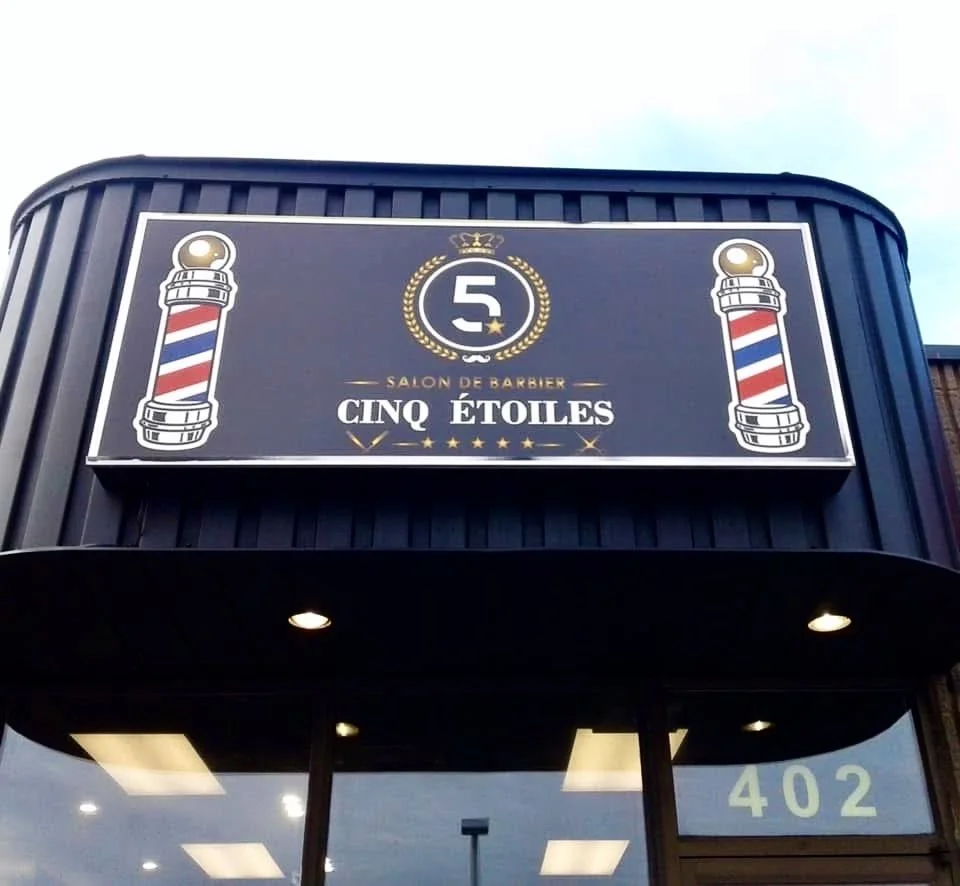 5
SALON DE BARBIER
CINQ ÉTOILES
402